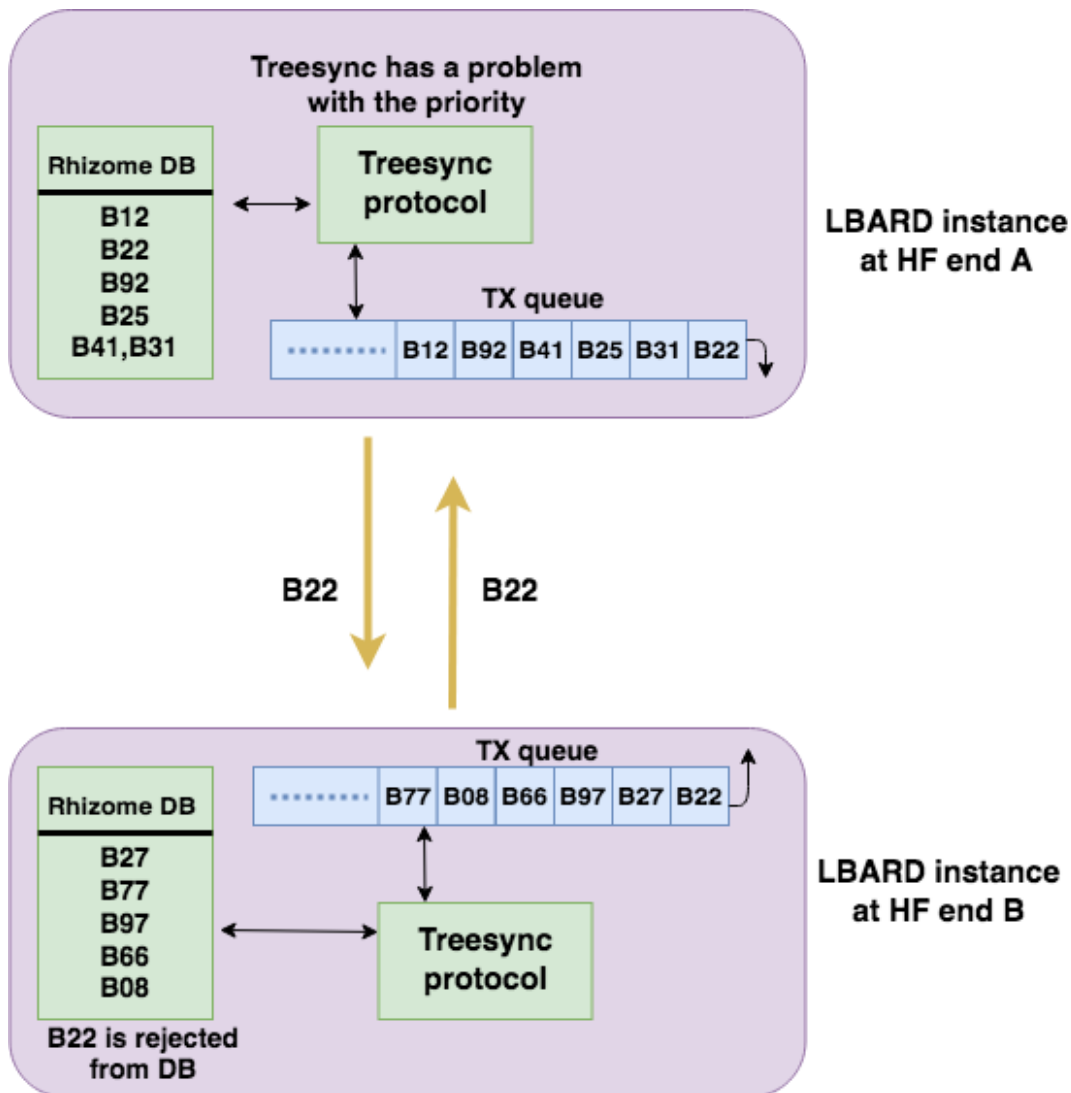 Treesync has a problem
with the priority
Rhizome DB
B12
B22
B92
B25
B41,B31
Treesync
protocol
LBARD instance
at HF end A
TX queue
B12 B92 B41 B25 B31 B22
B22
B22
TX queue
B77 B08 B66 B97 B27 B22
Rhizome DB
B27
B77
B97
B66
B08
Treesync
protocol
LBARD instance
at HF end B
B22 is rejected
from DB